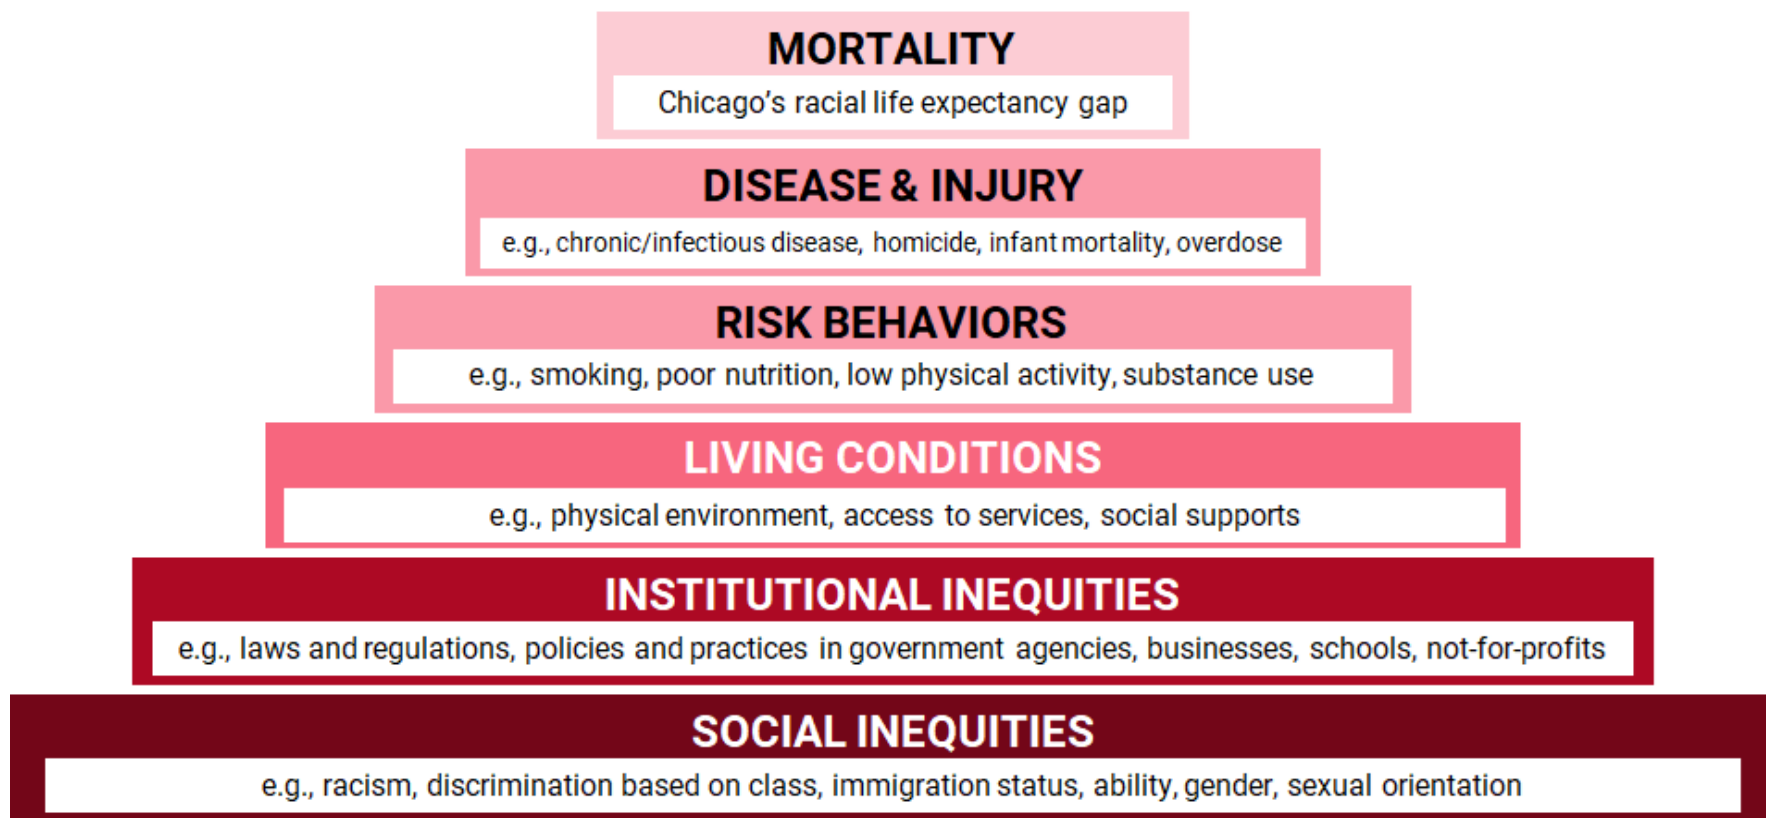 MORTALITY
Chicago’s racial life expectancy gap
DISEASE & INJURY
e.g., chronic/infectious disease, homicide, infant mortality, overdose
RISK BEHAVIORS
e.g., smoking, poor nutrition, low physical activity, substance use
LIVING CONDITIONS
e.g., physical environment, access to services, social supports
INSTITUTIONAL INEQUITIES
e.g., laws and regulations, policies and practices in government agencies, businesses, schools, not-for-profits
SOCIAL INEQUITIES
e.g., racism, discrimination based on class, immigration status, ability, gender, sexual orientation